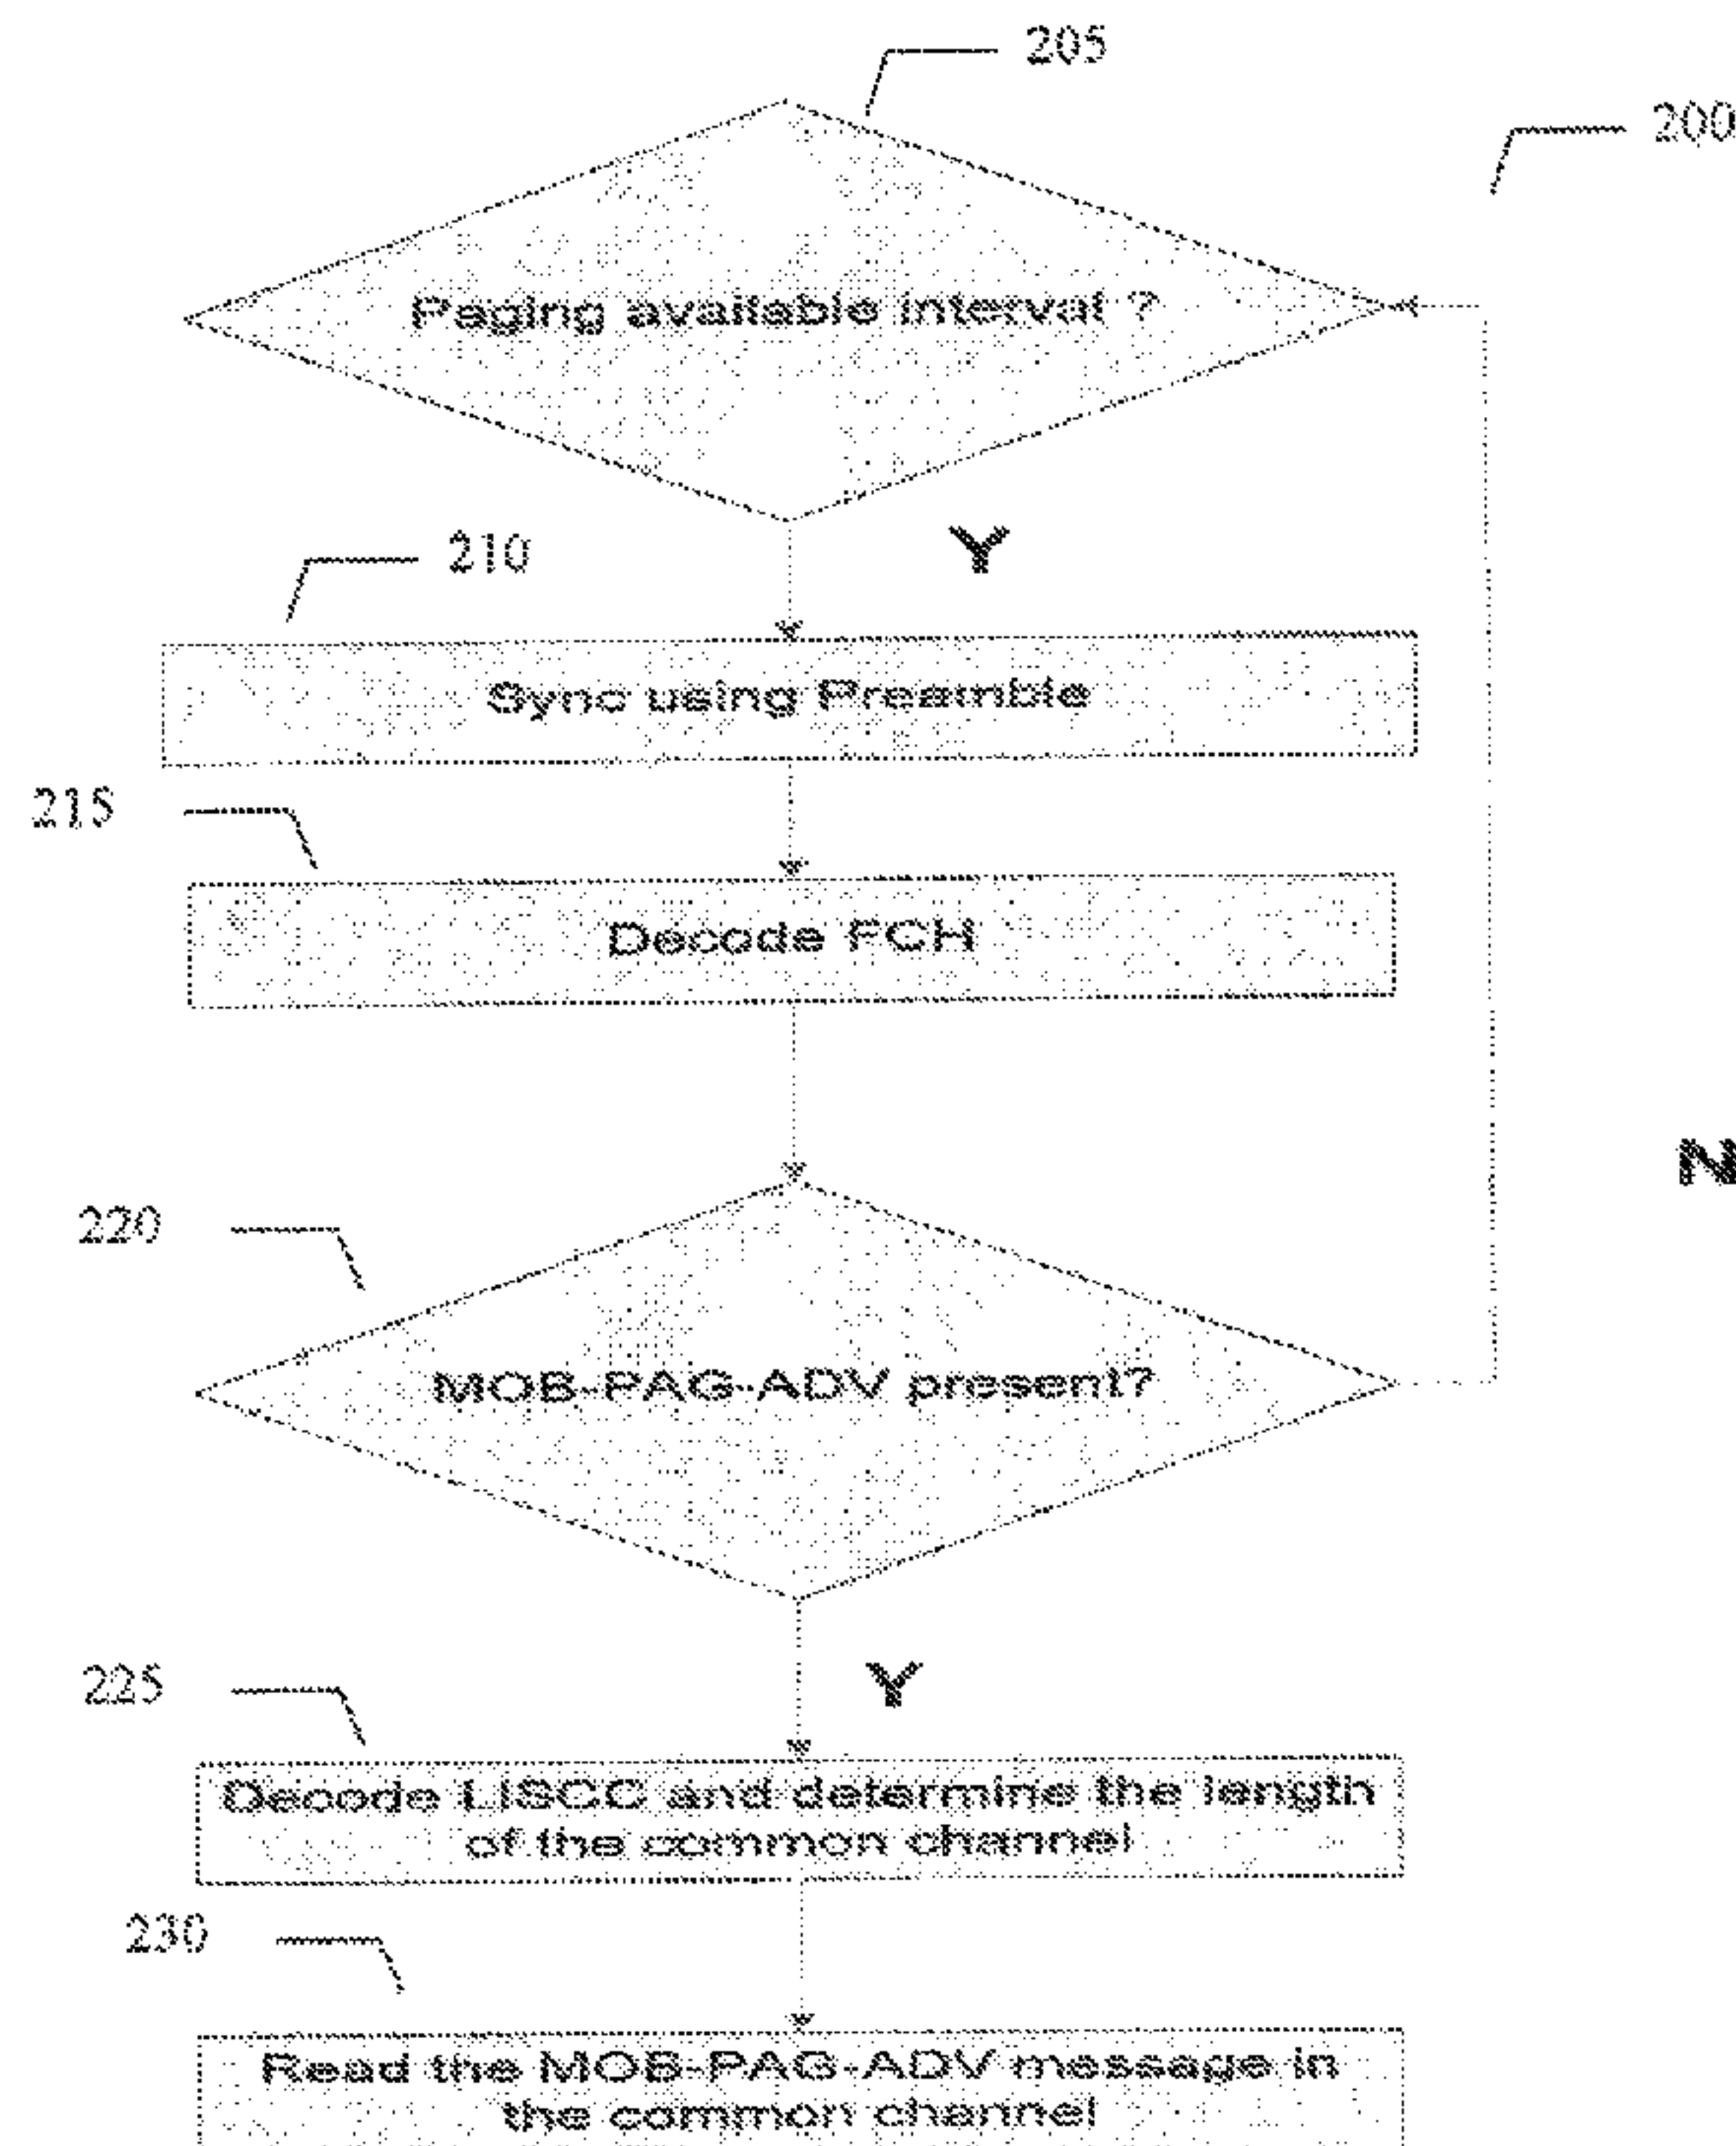 205
200
Paging available interval ?
Y
210
Sync using Preamble
215
Decode FCH
N
220
MOB-PAG-ADV present?
Y
225
Decode LISCC and determine the length
of the common channel
230
Read the MOB-PAG-ADV message in
the common channel